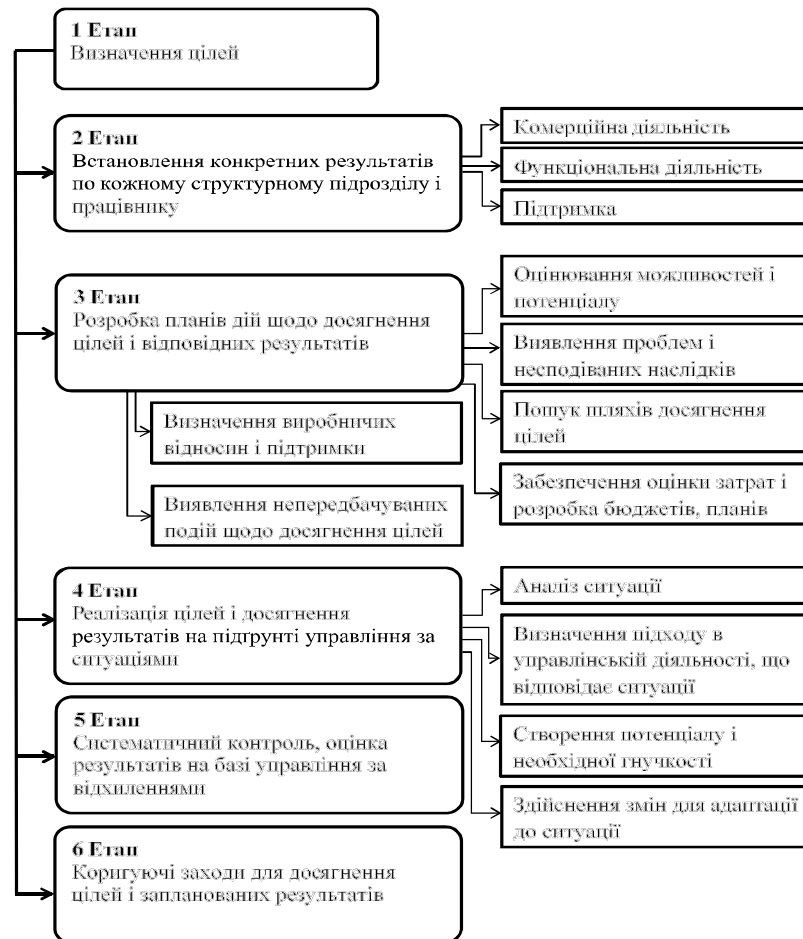 1 Етап
Визначення цілей
2 Етап
Встановлення конкретних результатів
по кожному структурному підрозділу і
працівнику
Комерційна діяльність
Функціональна діяльність
Підтримка
3 Етап
Розробка планів дій щодо досягнення
цілей і відповідних результатів
Оцінювання можливостей і
потенціалу
Виявлення проблем і
несподіваних наслідків
Пошук шляхів досягнення
цілей
Забезпечення оцінки затрат і
розробка бюджетів, планів
Визначення виробничих
відносин і підтримки
Виявлення непередбачуваних
подій щодо досягнення цілей
4 Етап
Реалізація цілей і досягнення
результатів на підґрунті управління за
ситуаціями
Аналіз ситуації
Визначення підходу в
управлінській діяльності, що
відповідає ситуації
Створення потенціалу і
необхідної гнучкості
Здійснення змін для адаптації
до ситуації
5 Етап
Систематичний контроль, оцінка
результатів на базі управління за
відхиленнями
6 Етап
Коригуючі заходи для досягнення
цілей і запланованих результатів